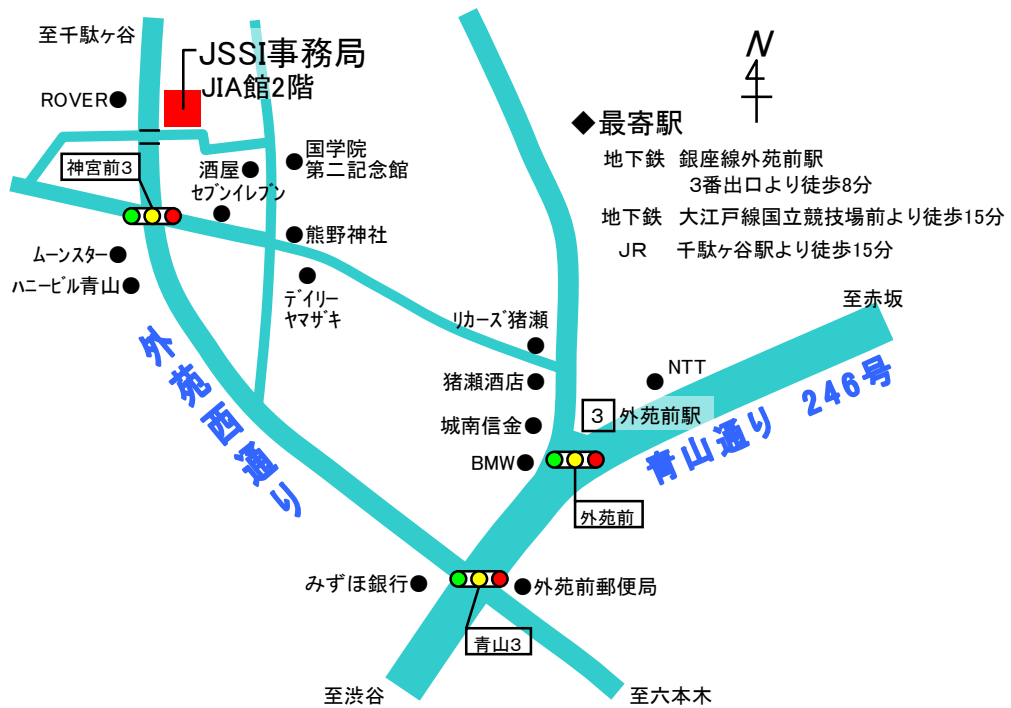 至千駄ヶ谷
JSSI事務局
JIA館2階
ROVER
N
◆最寄駅
地下鉄 銀座線外苑前駅
3番出口より徒歩8分
地下鉄 大江戸線国立競技場前より徒歩15分
JR 千駄ヶ谷駅より徒歩15分
神宮前3
酒屋
セブンイレブン
国学院
第二記念館
熊野神社
ムーンスター
ハニービル青山
デイリー
ヤマザキ
至赤坂
リカーズ猪瀬
猪瀬酒店
NTT
外苑西通り
3 外苑前駅
青山通り 246号
城南信金
BMW
外苑前
みずほ銀行
外苑前郵便局
青山3
至渋谷
至六本木